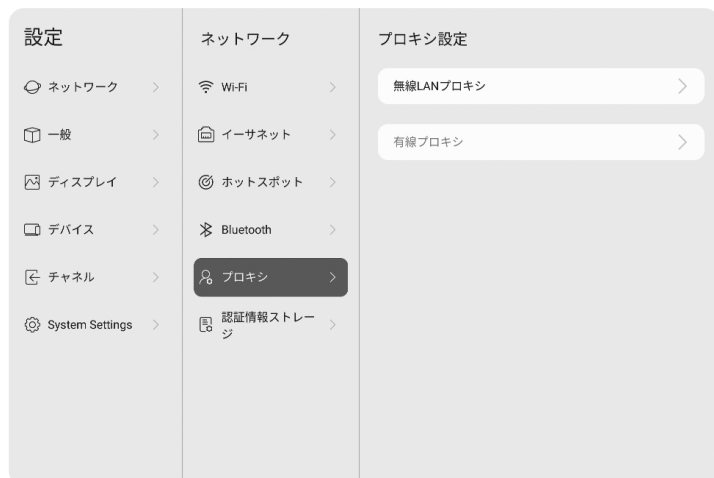 設定
ネットワーク
一般
ディスプレイ
デバイス
チャネル
System Settings
ネットワーク
Wi-Fi
イーサネット
ホットスポット
Bluetooth
プロキシ
認証情報ストレー
ジ
プロキシ設定
無線LANプロキシ
有線プロキシ